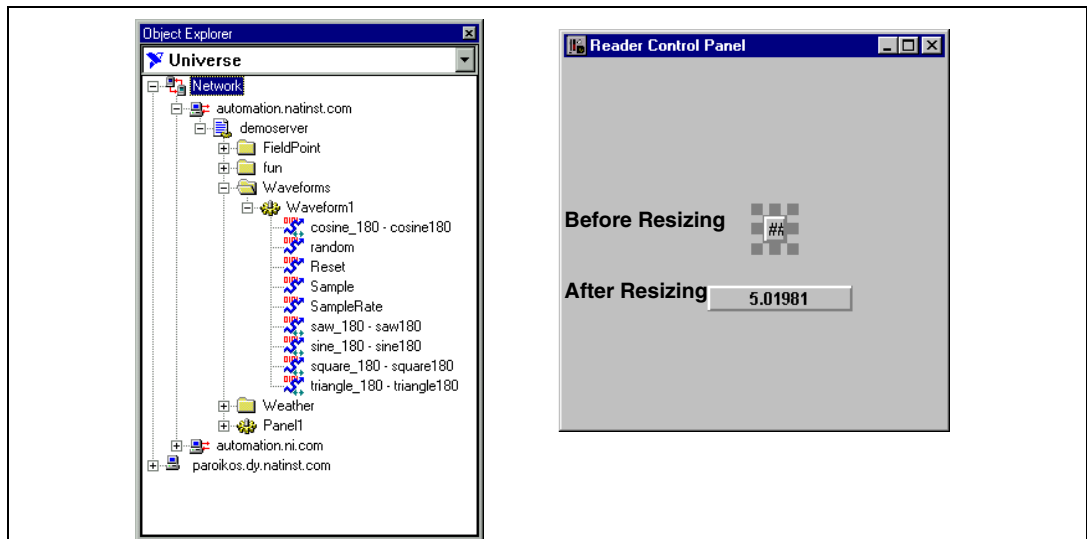 Object Explorer
Universe
Network
automation.natinst.com
demoserver
FieldPoint
fun
Waveforms
Waveform1
cosine_180 - cosine180
random
Reset
Sample
SampleRate
saw_180 - saw180
sine_180 - sine180
square_180 - square180
triangle_180 - triangle180
Weather
Panel1
automation.ni.com
paroikos.dy.natinst.com
Reader Control Panel
Before Resizing
##
After Resizing 5.01981